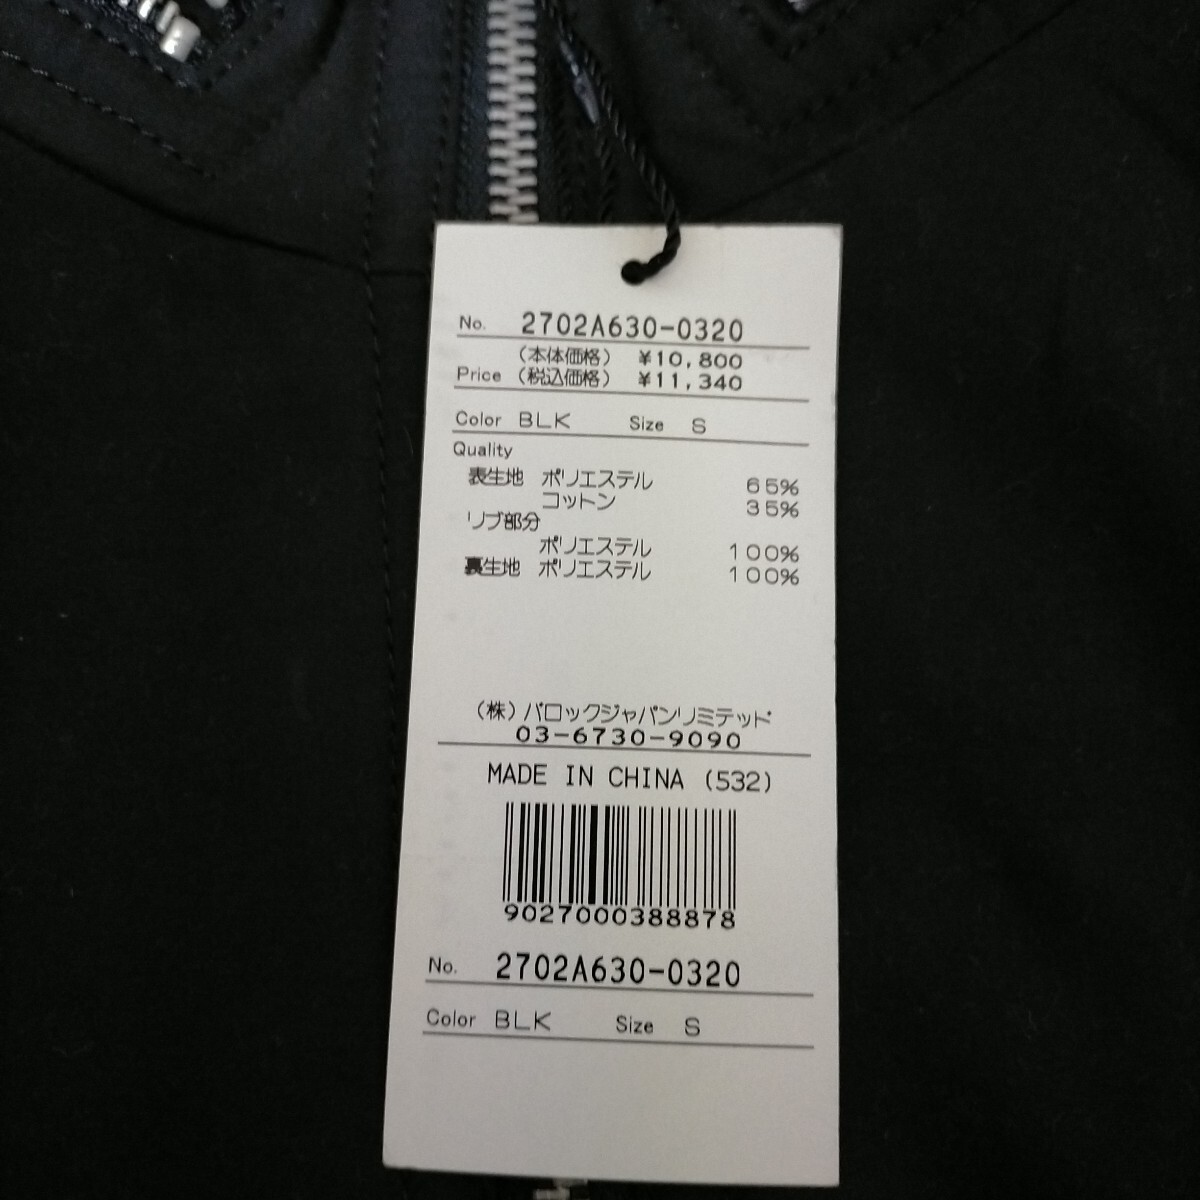 No. 2702A630-0320
(本体価格) ¥10,800
Price (税込価格) ¥11,340
Color BLK Size S
Quality
表生地 ポリエステル 65%
コットン 35%
リブ部分
ポリエステル 100%
裏生地 ポリエステル 100%
(株)バロックジャパンリミテッド
03-6730-9090
MADE IN CHINA (532)
9027000388878
No. 2702A630-0320
Color BLK Size S